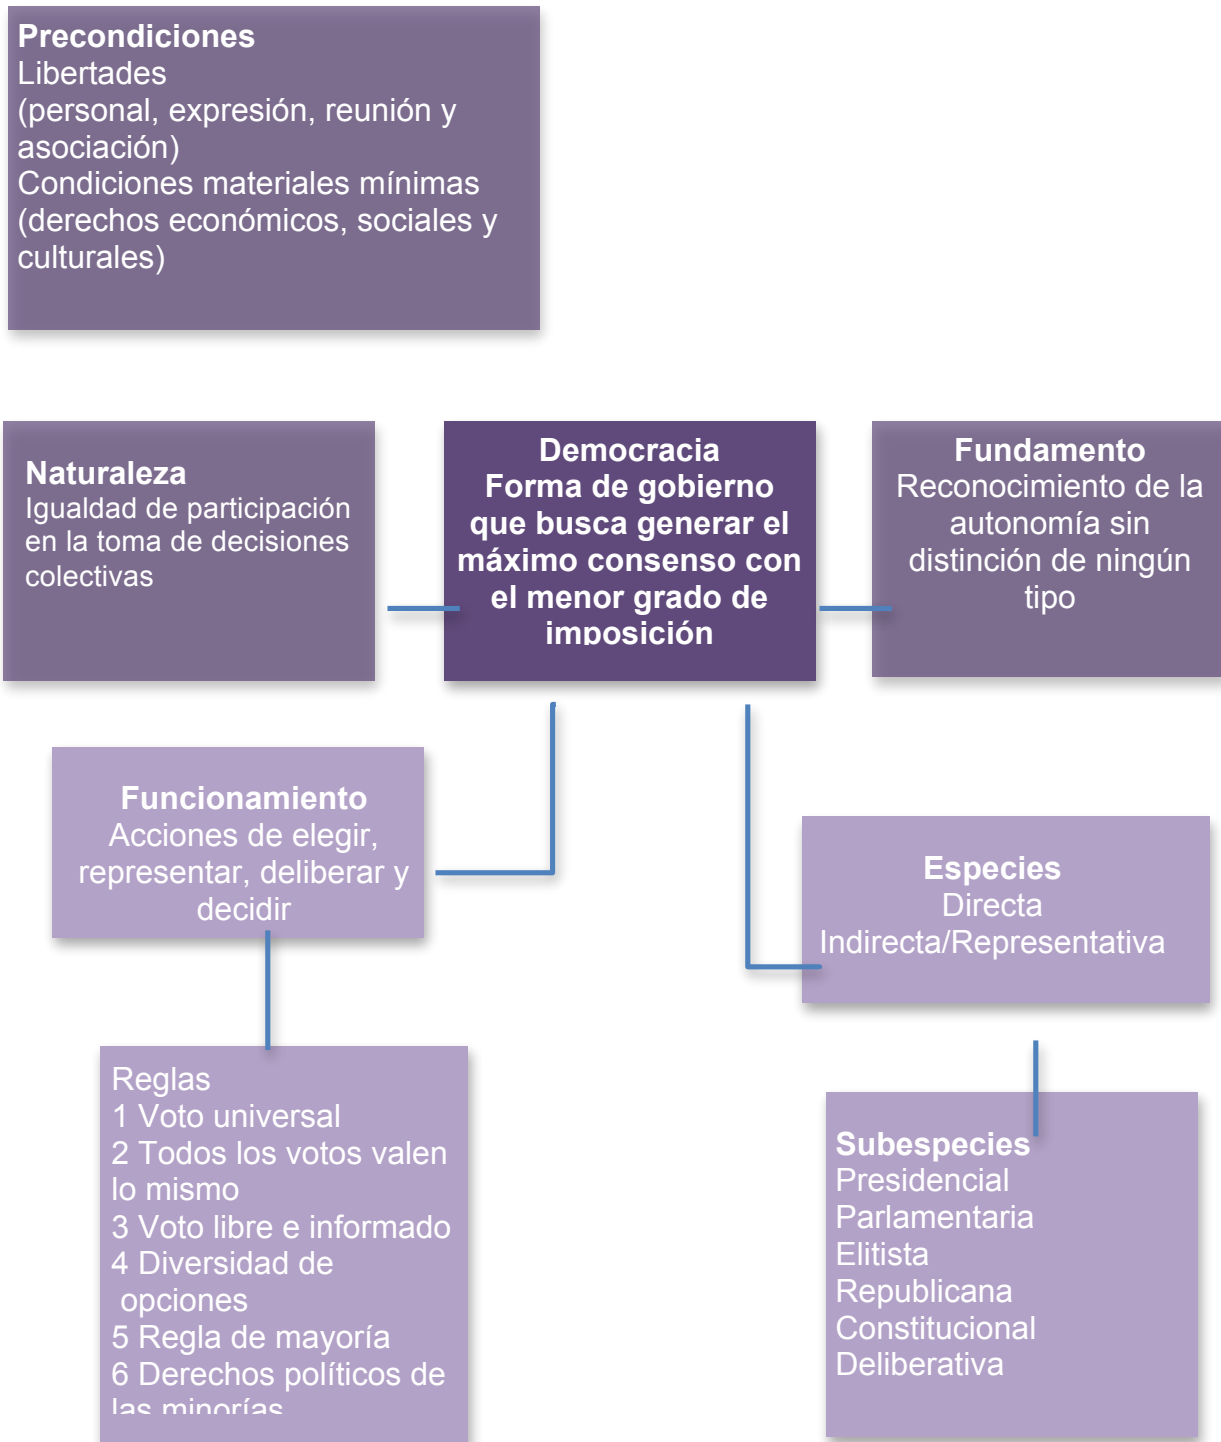 Precondiciones
Libertades
(personal, expresión, reunión y
asociación)
Condiciones materiales mínimas
(derechos económicos, sociales y
culturales)
Naturaleza
Igualdad de participación
en la toma de decisiones
colectivas
Democracia
Forma de gobierno
que busca generar el
máximo consenso con
el menor grado de
imposición
Fundamento
Reconocimiento de la
autonomía sin
distinción de ningún
tipo
Funcionamiento
Acciones de elegir,
representar, deliberar y
decidir
Especies
Directa
Indirecta/Representativa
Reglas
1 Voto universal
2 Todos los votos valen
lo mismo
3 Voto libre e informado
4 Diversidad de
opciones
5 Regla de mayoría
6 Derechos políticos de
las minorías
Subespecies
Presidencial
Parlamentaria
Elitista
Republicana
Constitucional
Deliberativa